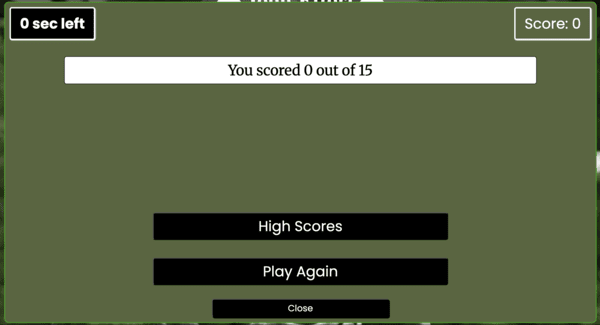 0 sec left
Score: 0
You scored 0 out of 15
High Scores
Play Again
Close